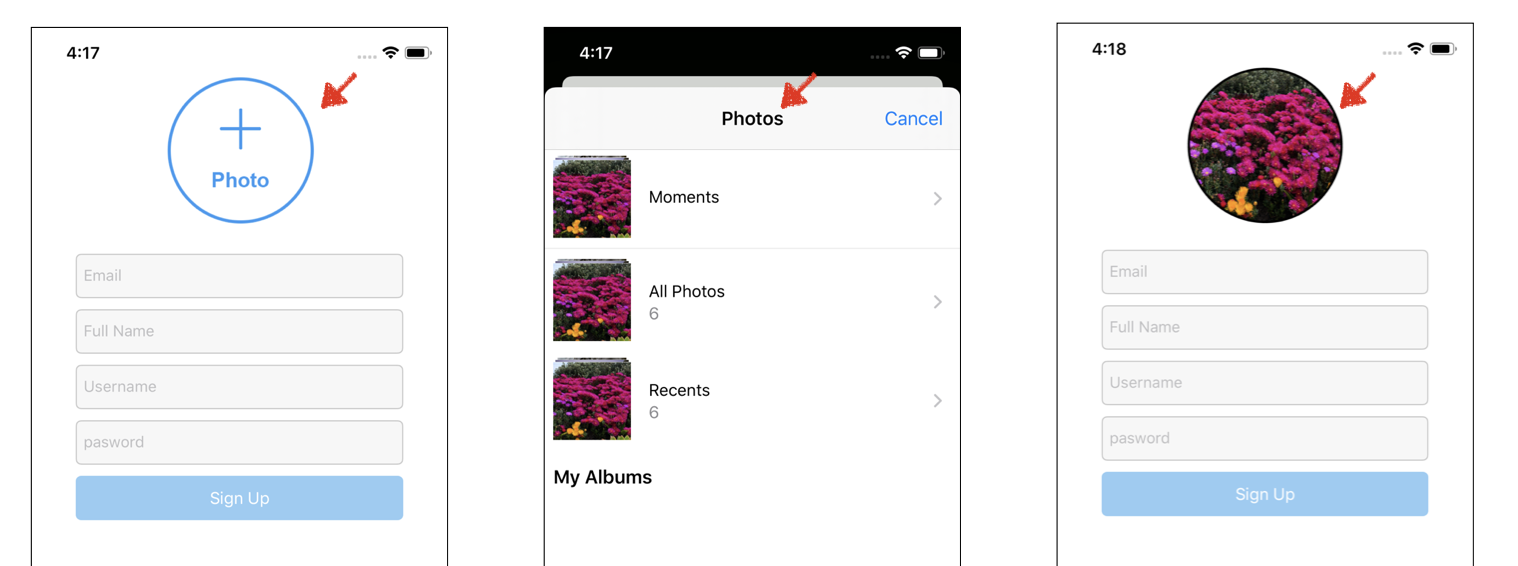 4:17
Photo
Email
Full Name
Username
pasword
Sign Up
4:17
Photos
Cancel
Moments
All Photos
6
Recents
6
My Albums
4:18
Email
Full Name
Username
pasword
Sign Up